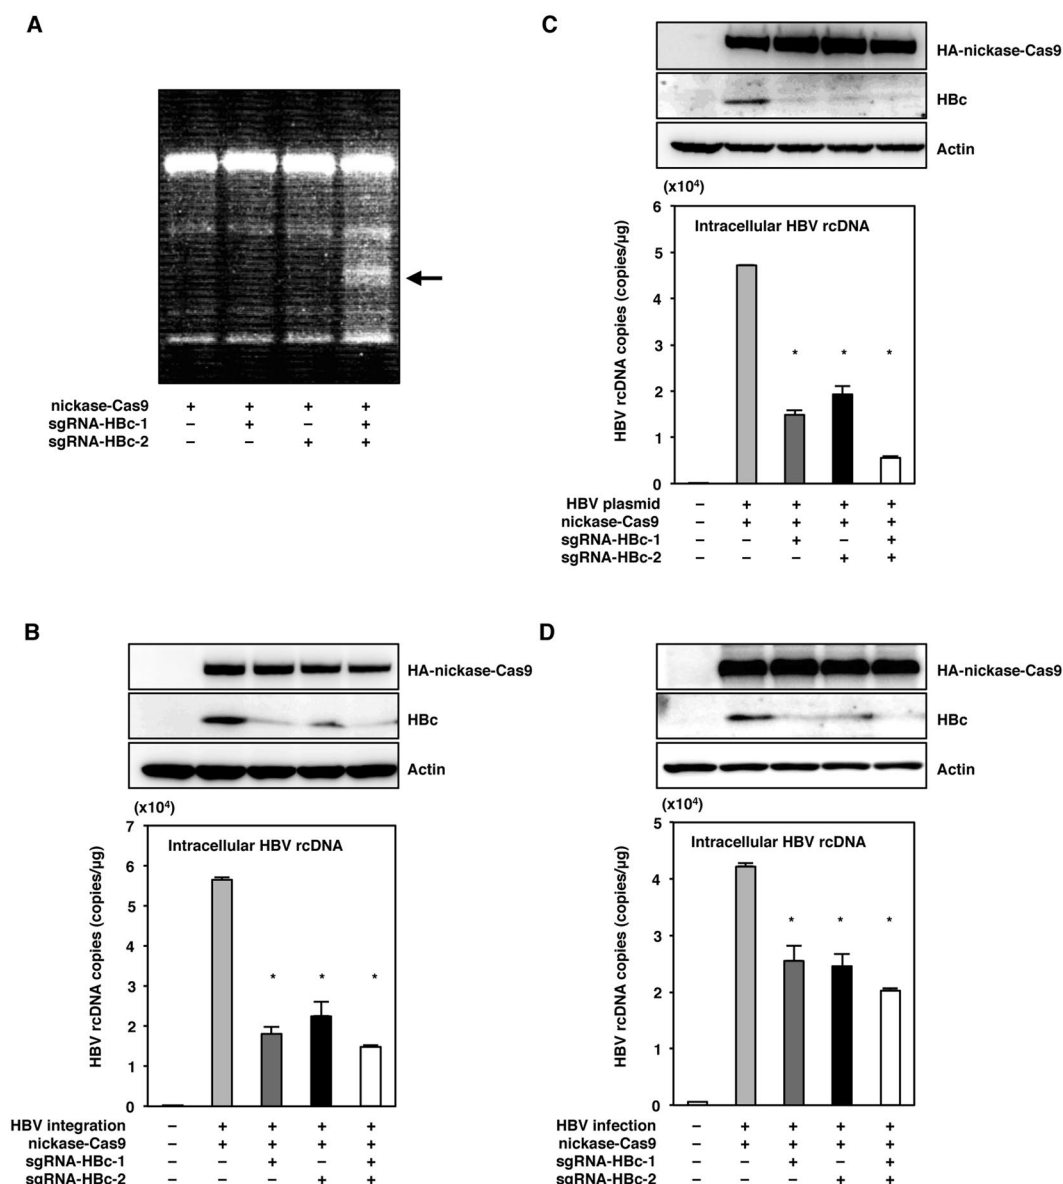 A
nickase-Cas9 + + + +
sgRNA-HBc-1 – + – +
sgRNA-HBc-2 – – + +
C
HA-nickase-Cas9
HBc
Actin
(x10⁴)
Intracellular HBV rcDNA
HBV rcDNA copies (copies/µg)
6
5
4
3
2
1
0
* * *
HBV plasmid – + + + +
nickase-Cas9 – + + + +
sgRNA-HBc-1 – – + – +
sgRNA-HBc-2 – – – + +
B
HA-nickase-Cas9
HBc
Actin
(x10⁴)
Intracellular HBV rcDNA
HBV rcDNA copies (copies/µg)
7
6
5
4
3
2
1
0
* * *
HBV integration – + + + +
nickase-Cas9 – + + + +
sgRNA-HBc-1 – – + – +
sgRNA-HBc-2 – – – + +
D
HA-nickase-Cas9
HBc
Actin
(x10⁴)
Intracellular HBV rcDNA
HBV rcDNA copies (copies/µg)
5
4
3
2
1
0
* * *
HBV infection – + + + +
nickase-Cas9 – + + + +
sgRNA-HBc-1 – – + – +
sgRNA-HBc-2 – – – + +